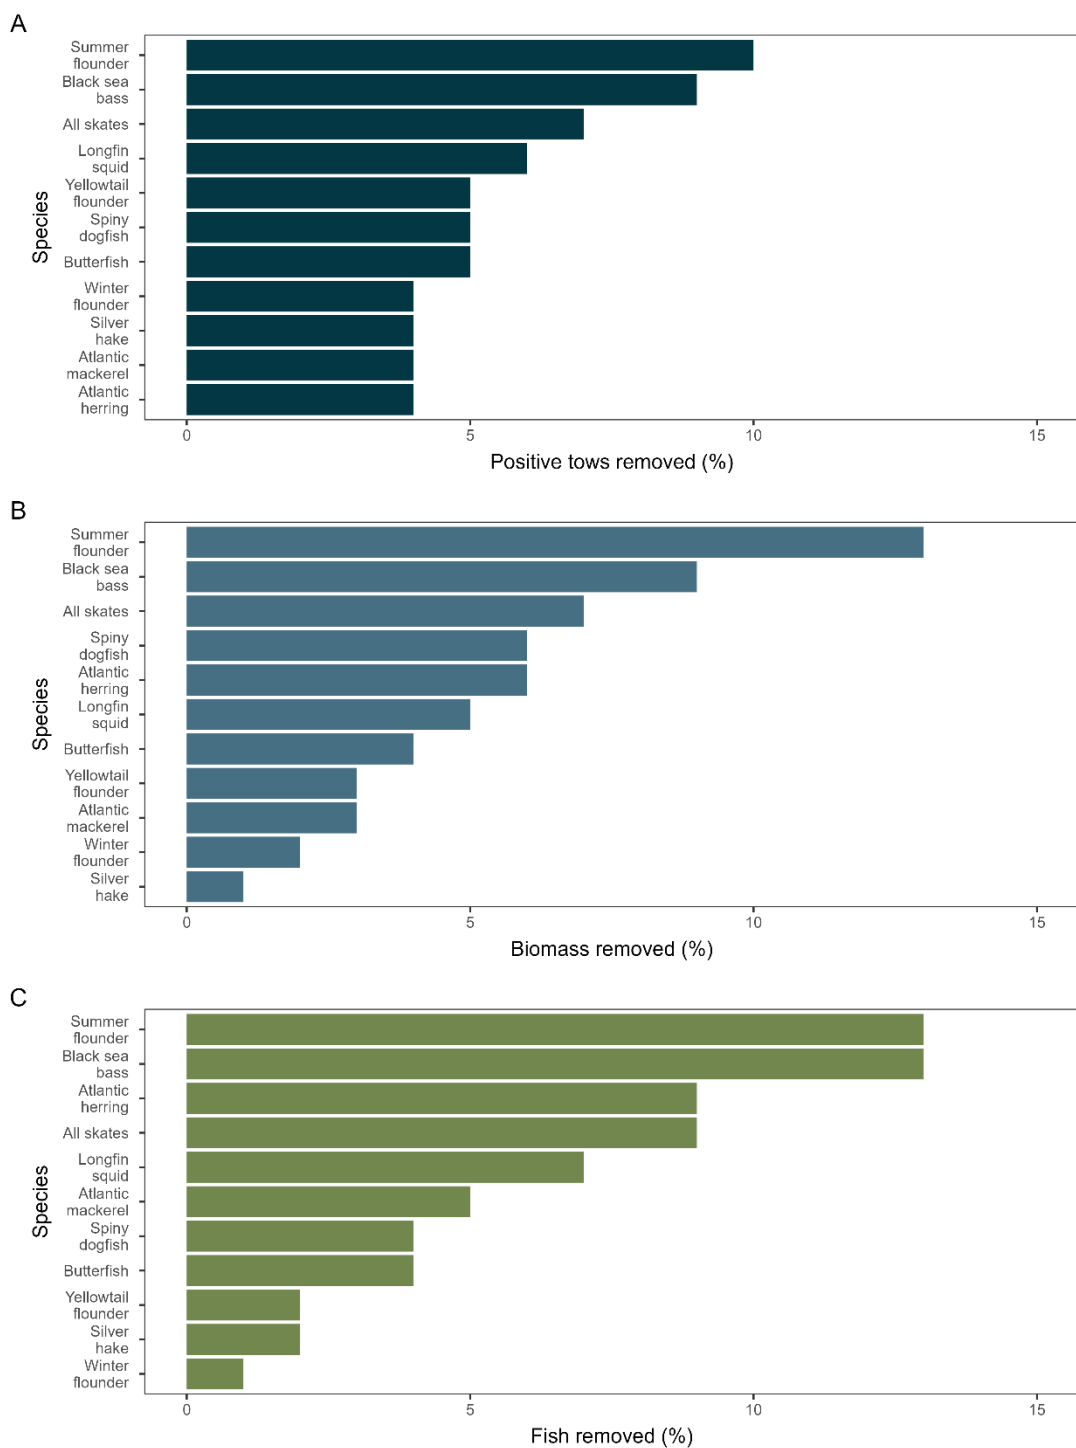 A
Summer
flounder
Black sea
bass
All skates
Longfin
squid
Yellowtail
flounder
Spiny
dogfish
Butterfish
Winter
flounder
Silver
hake
Atlantic
mackerel
Atlantic
herring
Species
0 5 10 15
Positive tows removed (%)
B
Summer
flounder
Black sea
bass
All skates
Spiny
dogfish
Atlantic
herring
Longfin
squid
Butterfish
Yellowtail
flounder
Atlantic
mackerel
Winter
flounder
Silver
hake
Species
0 5 10 15
Biomass removed (%)
C
Summer
flounder
Black sea
bass
Atlantic
herring
All skates
Longfin
squid
Atlantic
mackerel
Spiny
dogfish
Butterfish
Yellowtail
flounder
Silver
hake
Winter
flounder
Species
0 5 10 15
Fish removed (%)